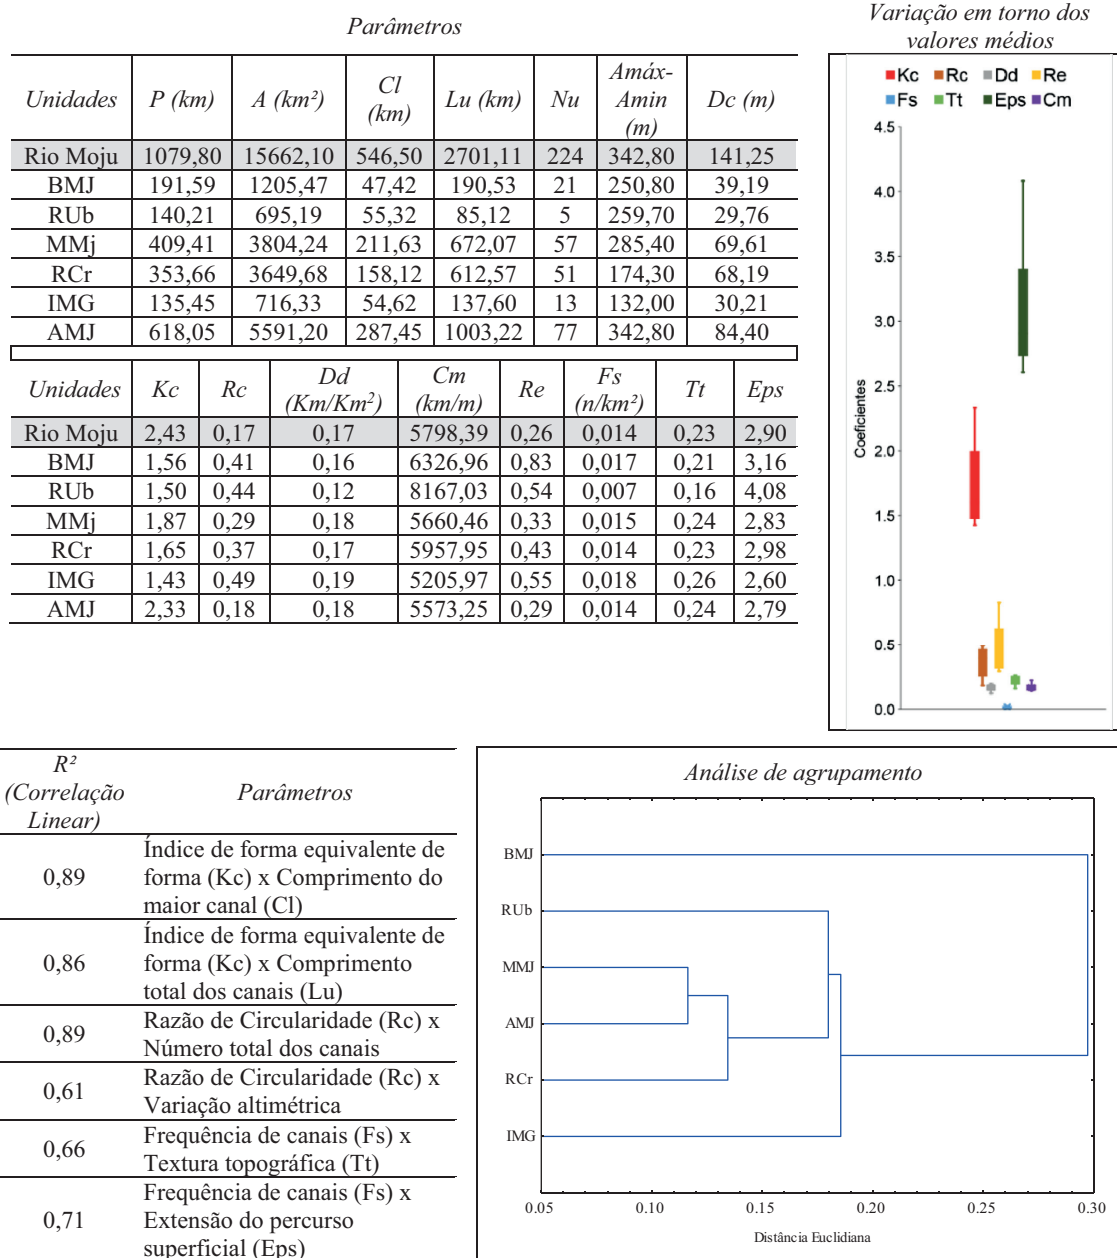 Parâmetros
Unidades P (km) A (km²) Cl (km) Lu (km) Nu Amáx-Amin (m) Dc (m)
Rio Moju 1079,80 15662,10 546,50 2701,11 224 342,80 141,25
BMJ 191,59 1205,47 47,42 190,53 21 250,80 39,19
RUb 140,21 695,19 55,32 85,12 5 259,70 29,76
MMj 409,41 3804,24 211,63 672,07 57 285,40 69,61
RCr 353,66 3649,68 158,12 612,57 51 174,30 68,19
IMG 135,45 716,33 54,62 137,60 13 132,00 30,21
AMJ 618,05 5591,20 287,45 1003,22 77 342,80 84,40
Unidades Kc Rc Dd (Km/Km²) Cm (km/m) Re Fs (n/km²) Tt Eps
Rio Moju 2,43 0,17 0,17 5798,39 0,26 0,014 0,23 2,90
BMJ 1,56 0,41 0,16 6326,96 0,83 0,017 0,21 3,16
RUb 1,50 0,44 0,12 8167,03 0,54 0,007 0,16 4,08
MMj 1,87 0,29 0,18 5660,46 0,33 0,015 0,24 2,83
RCr 1,65 0,37 0,17 5957,95 0,43 0,014 0,23 2,98
IMG 1,43 0,49 0,19 5205,97 0,55 0,018 0,26 2,60
AMJ 2,33 0,18 0,18 5573,25 0,29 0,014 0,24 2,79
Variação em torno dos
valores médios
Kc Rc Dd Re
Fs Tt Eps Cm
4.5
4.0
3.5
3.0
2.5
2.0
1.5
1.0
0.5
0.0
Coeficientes
R²
(Correlação
Linear)
Parâmetros
0,89
Índice de forma equivalente de
forma (Kc) x Comprimento do
maior canal (Cl)
0,86
Índice de forma equivalente de
forma (Kc) x Comprimento
total dos canais (Lu)
0,89
Razão de Circularidade (Rc) x
Número total dos canais
0,61
Razão de Circularidade (Rc) x
Variação altimétrica
0,66
Frequência de canais (Fs) x
Textura topográfica (Tt)
0,71
Frequência de canais (Fs) x
Extensão do percurso
superficial (Eps)
Análise de agrupamento
BMJ
RUb
MMJ
AMJ
RCr
IMG
0.05 0.10 0.15 0.20 0.25 0.30
Distância Euclidiana